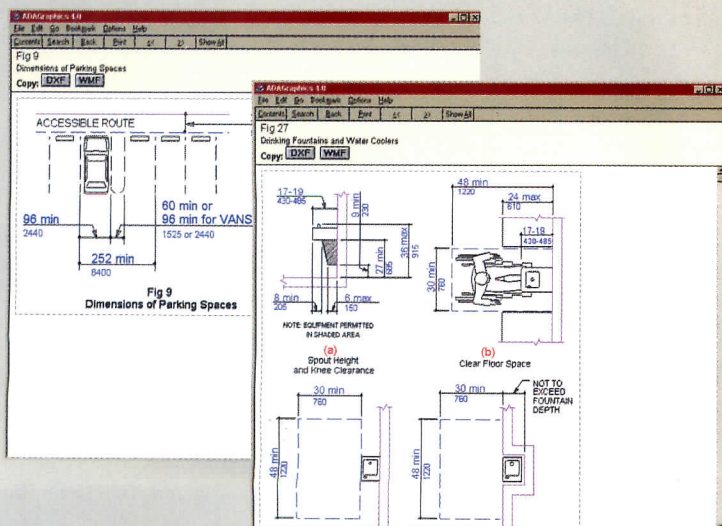 ADAGraphics 4.0
File Edit Go Bookmark Options Help
Contents Search Back Print << >> Show All
Fig 9
Dimensions of Parking Spaces
Copy: DXF WMF
ACCESSIBLE ROUTE
60 min or
96 min 96 min for VANS
2440 1525 or 2440
252 min
6400
Fig 9
Dimensions of Parking Spaces
ADAGraphics 4.0
File Edit Go Bookmark Options Help
Contents Search Back Print << >> Show All
Fig 27
Drinking Fountains and Water Coolers
Copy: DXF WMF
17-19
430-485
9 min
230
36 max
915
27 min
685
8 min
205
6 max
150
NOTE: EQUIPMENT PERMITTED
IN SHADED AREA
(a)
Spout Height
and Knee Clearance
48 min
1220
24 max
610
17-19
430-485
30 min
760
(b)
Clear Floor Space
30 min
760
48 min
1220
30 min
760
48 min
1220
NOT TO
EXCEED
FOUNTAIN
DEPTH